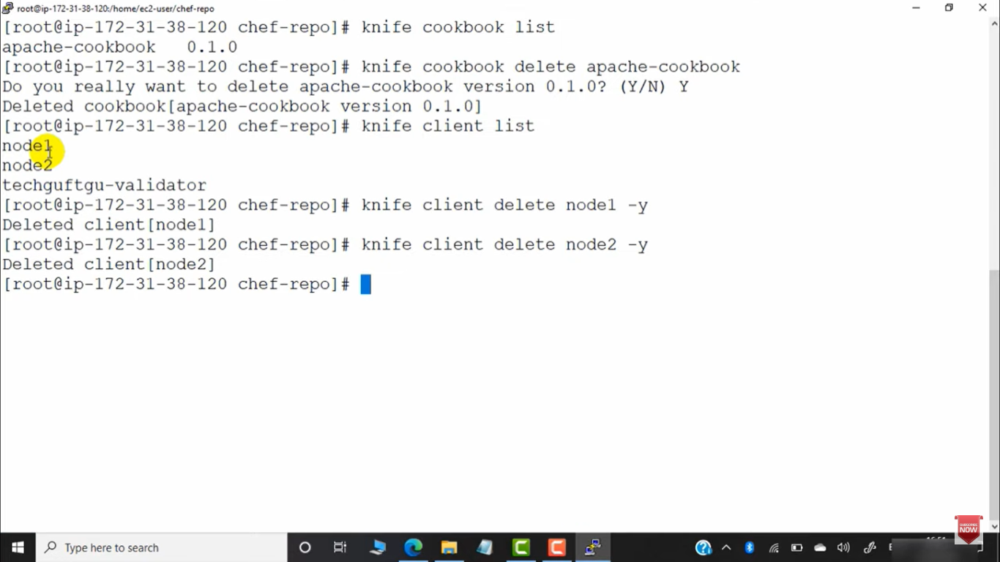 root@ip-172-31-38-120:/home/ec2-user/chef-repo
[root@ip-172-31-38-120 chef-repo]# knife cookbook list
apache-cookbook   0.1.0
[root@ip-172-31-38-120 chef-repo]# knife cookbook delete apache-cookbook
Do you really want to delete apache-cookbook version 0.1.0? (Y/N) Y
Deleted cookbook[apache-cookbook version 0.1.0]
[root@ip-172-31-38-120 chef-repo]# knife client list
node1
node2
techguftgu-validator
[root@ip-172-31-38-120 chef-repo]# knife client delete node1 -y
Deleted client[node1]
[root@ip-172-31-38-120 chef-repo]# knife client delete node2 -y
Deleted client[node2]
[root@ip-172-31-38-120 chef-repo]#
SUBSCRIBE
NOW
Type here to search